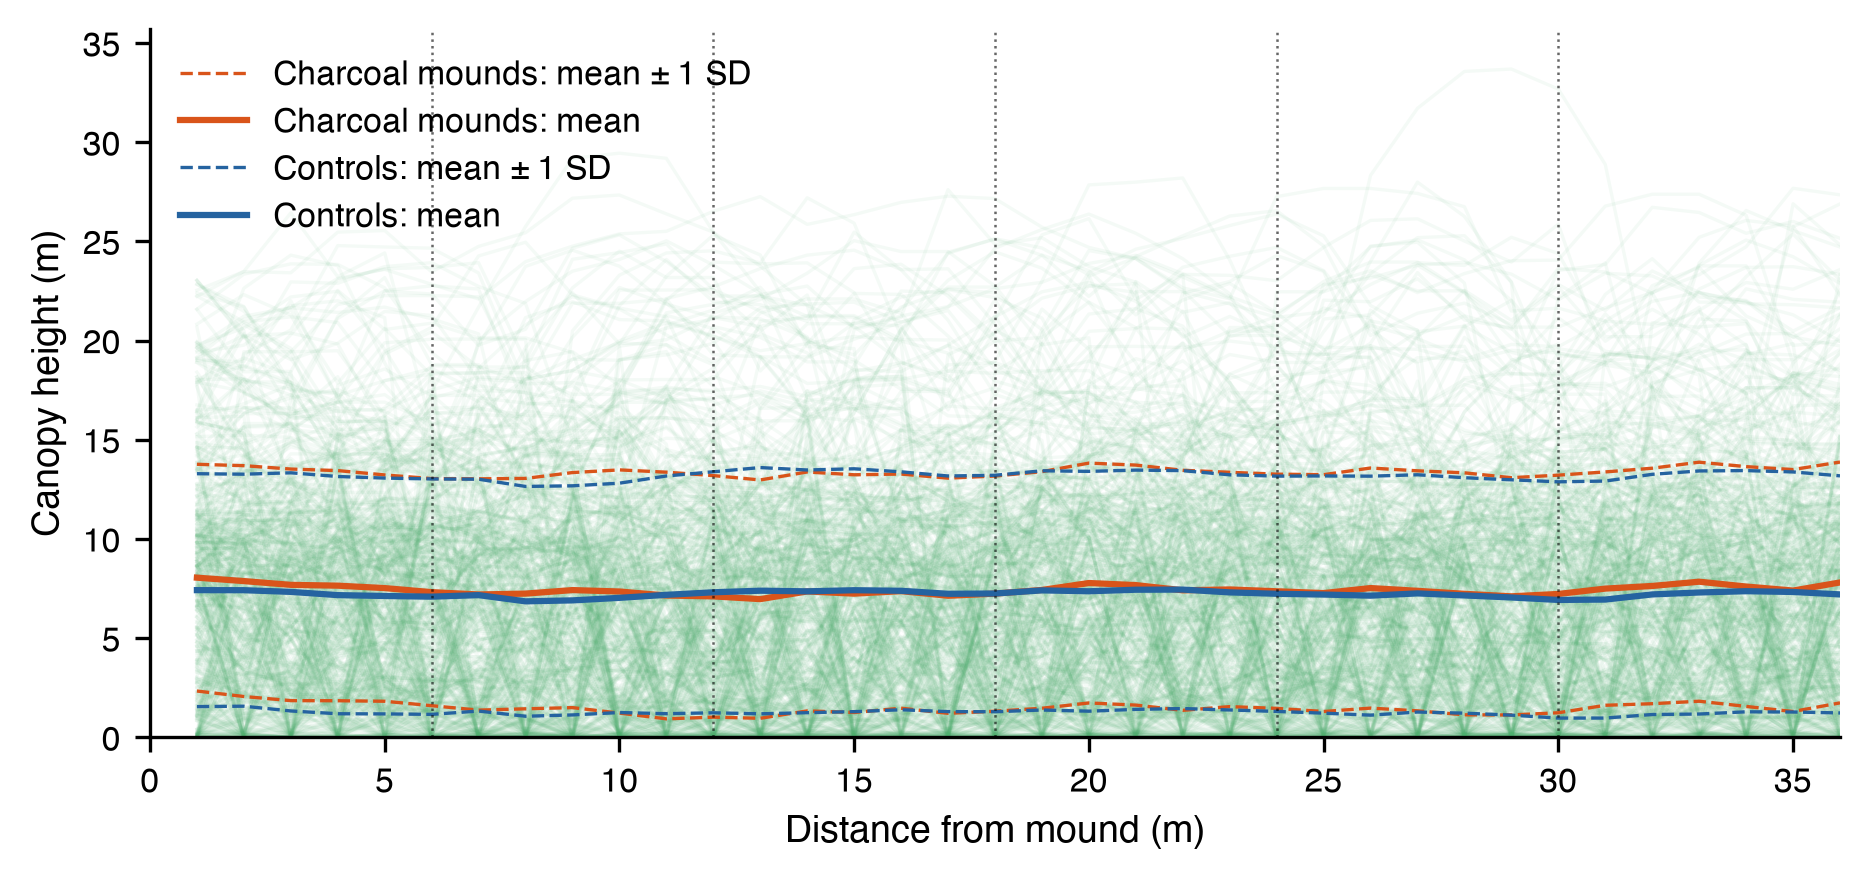 Charcoal mounds: mean ± 1 SD
Charcoal mounds: mean
Controls: mean ± 1 SD
Controls: mean
Canopy height (m)
35
30
25
20
15
10
5
0
0 5 10 15 20 25 30 35
Distance from mound (m)